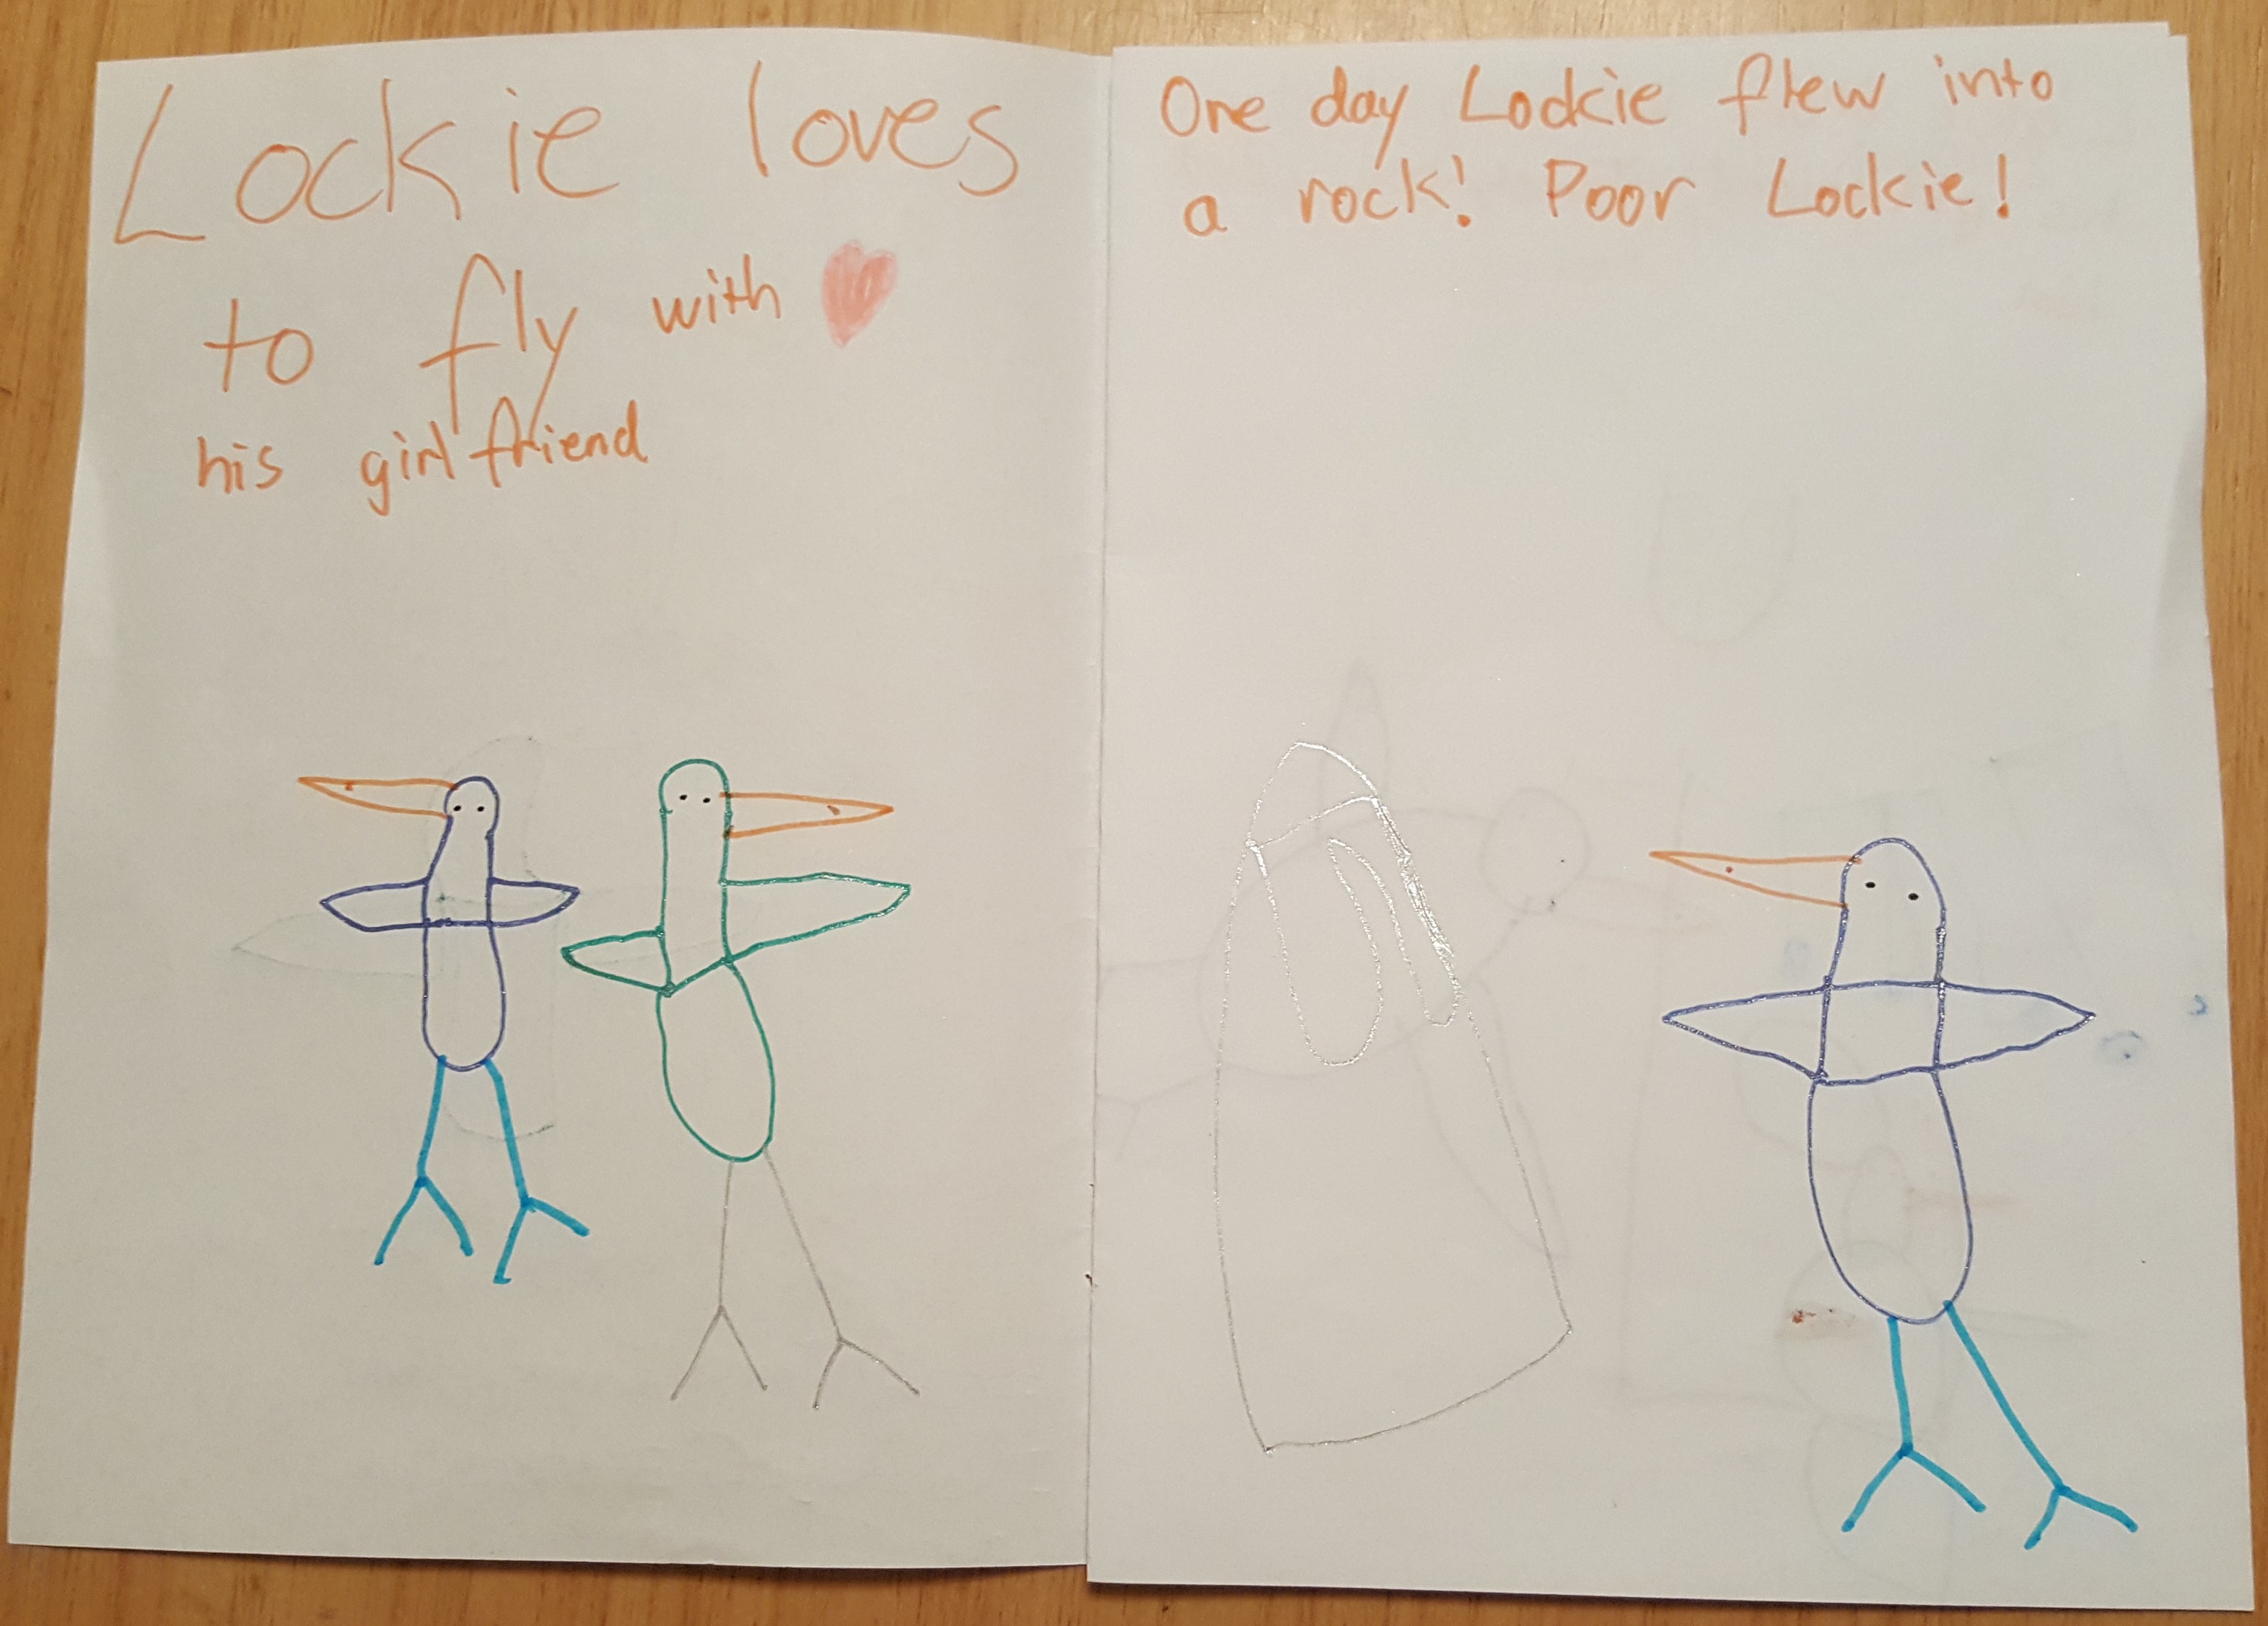 Lockie loves
to fly with
his girlfriend
One day Lockie flew into
a rock! Poor Lockie!